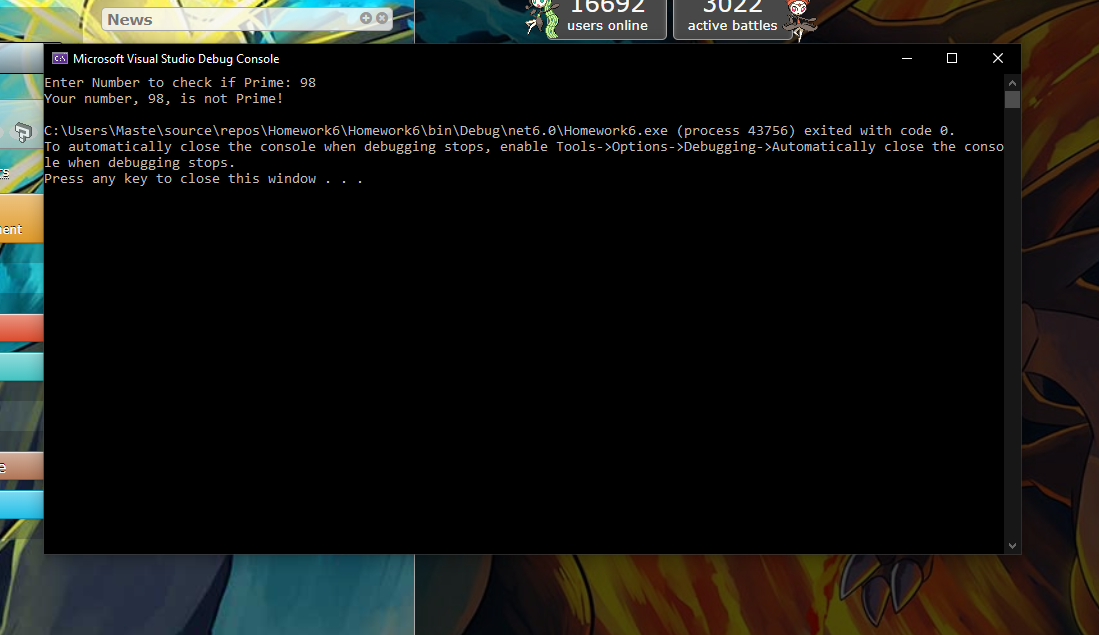 News
16692
users online
3022
active battles
Microsoft Visual Studio Debug Console
Enter Number to check if Prime: 98
Your number, 98, is not Prime!
C:\Users\Maste\source\repos\Homework6\Homework6\bin\Debug\net6.0\Homework6.exe (process 43756) exited with code 0.
To automatically close the console when debugging stops, enable Tools->Options->Debugging->Automatically close the conso
le when debugging stops.
Press any key to close this window . . .